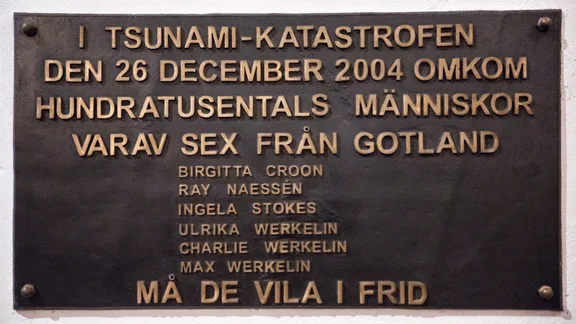 I TSUNAMI-KATASTROFEN
DEN 26 DECEMBER 2004 OMKOM
HUNDRATUSENTALS MÄNNISKOR
VARAV SEX FRÅN GOTLAND
BIRGITTA CROON
RAY NAESSÉN
INGELA STOKES
ULRIKA WERKELIN
CHARLIE WERKELIN
MAX WERKELIN
MÅ DE VILA I FRID